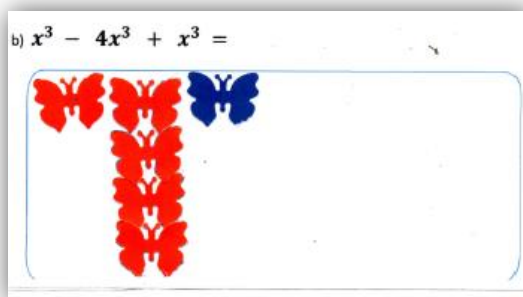 b) x³ − 4x³ + x³ =